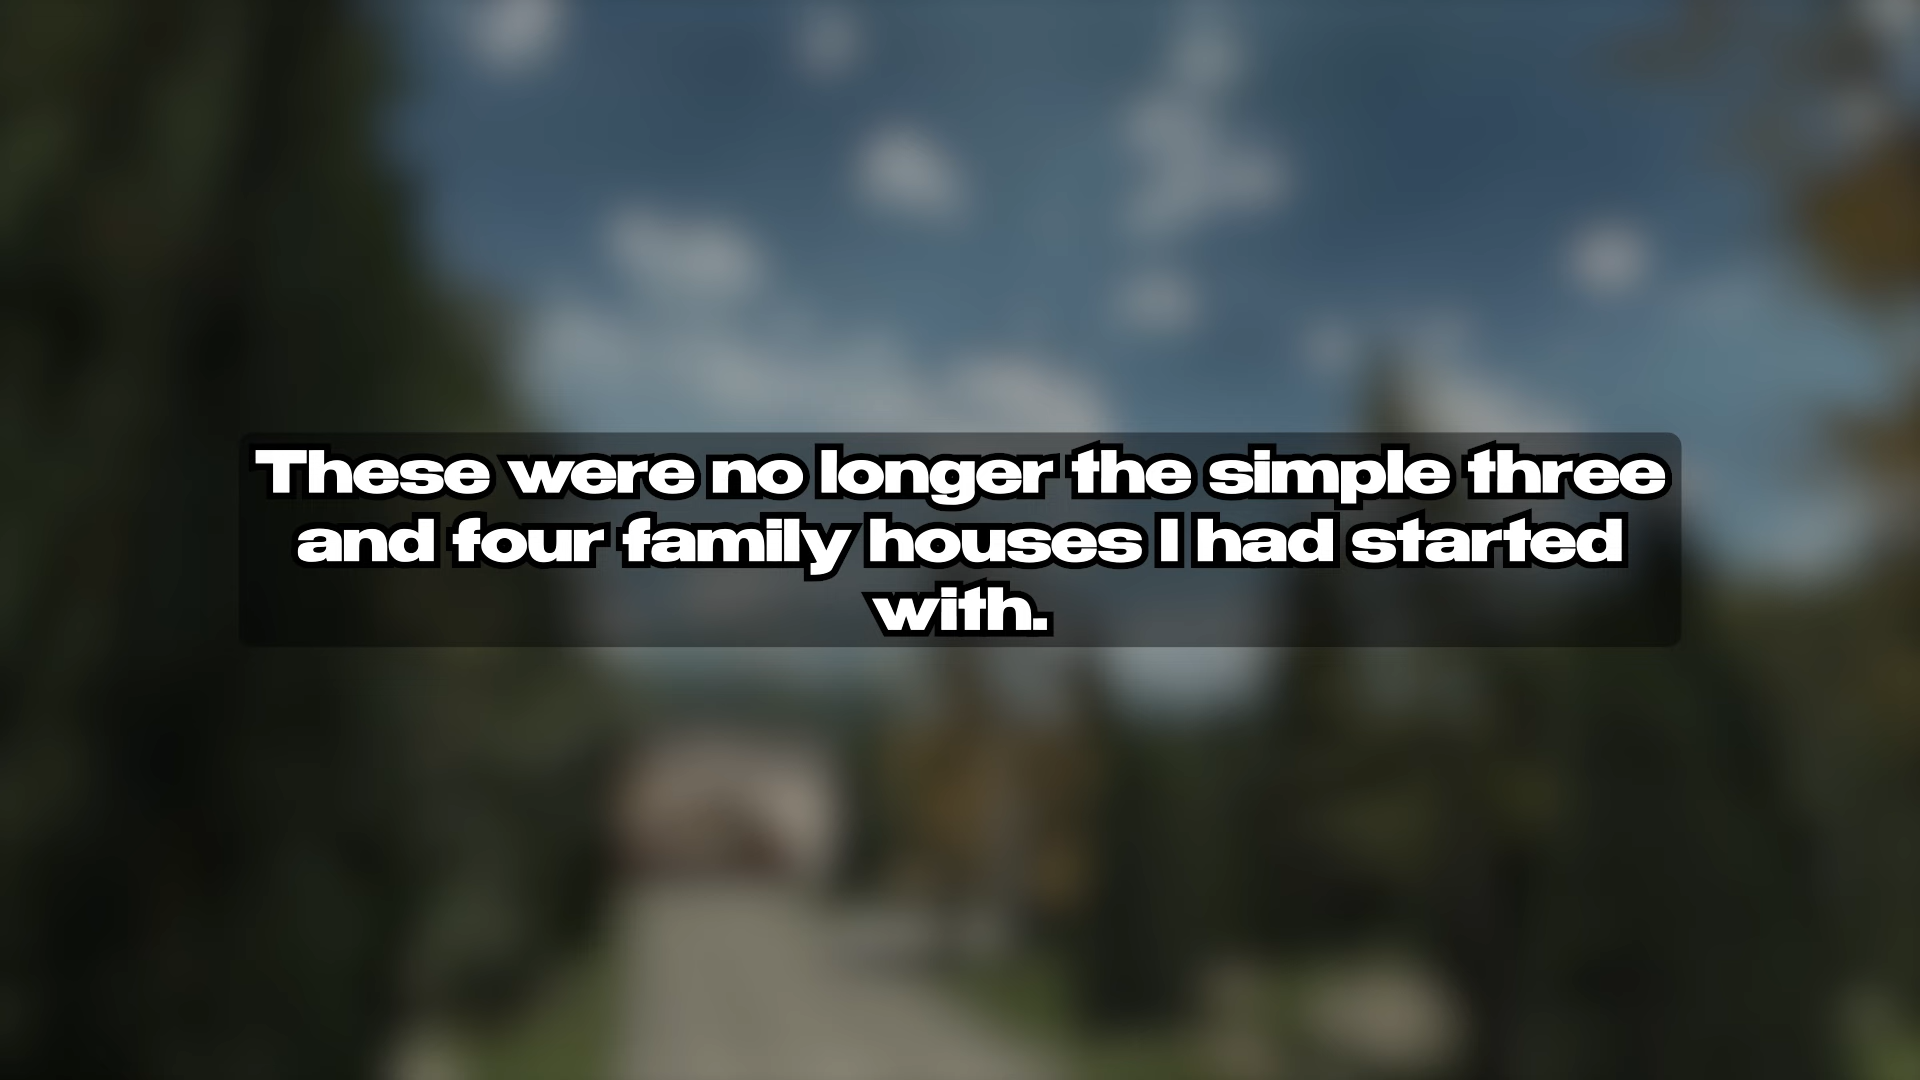 These were no longer the simple three
and four family houses I had started
with.